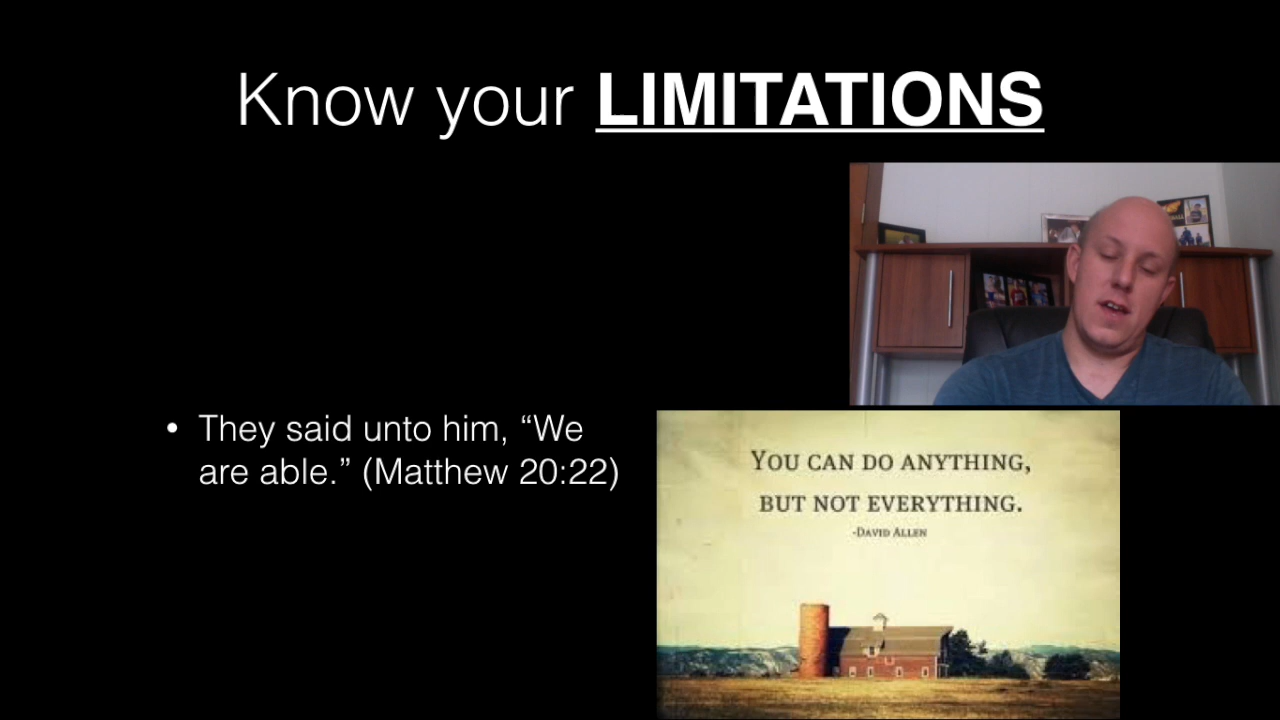 Know your LIMITATIONS
• They said unto him, “We
are able.” (Matthew 20:22)
YOU CAN DO ANYTHING,
BUT NOT EVERYTHING.
-DAVID ALLEN